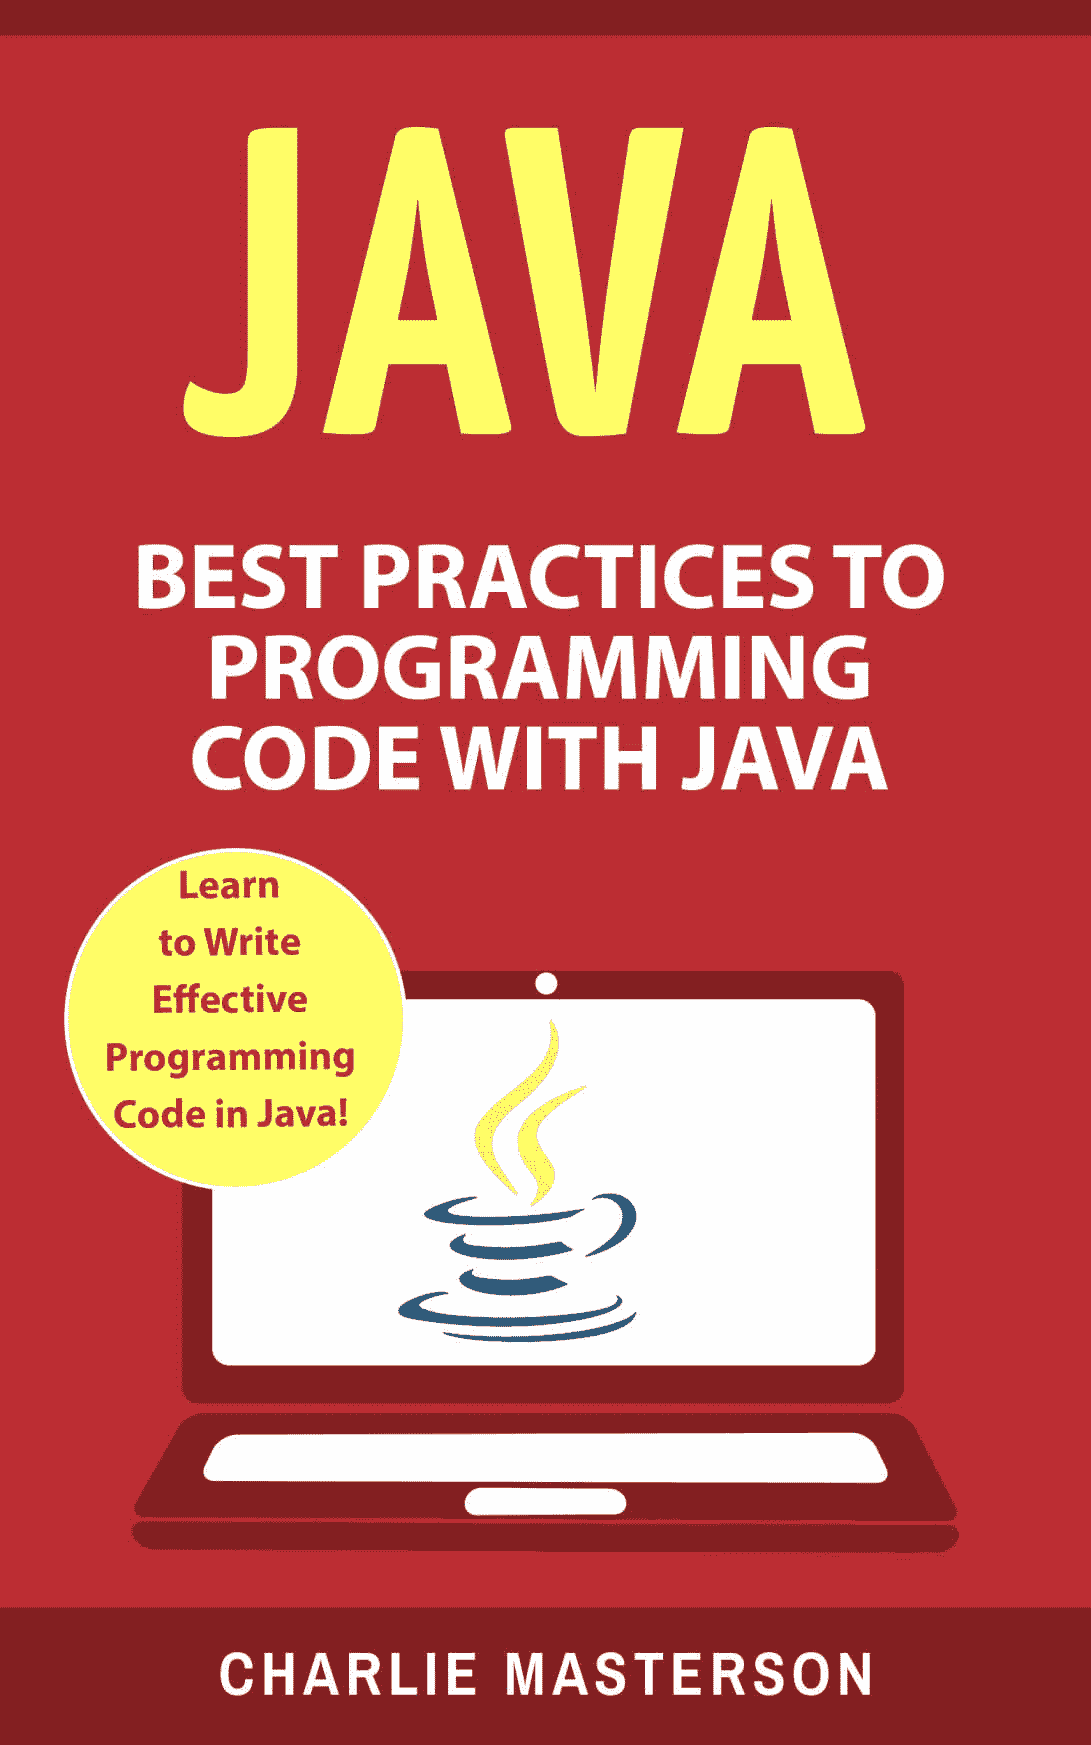 JAVA
BEST PRACTICES TO
PROGRAMMING
CODE WITH JAVA
Learn
to Write
Effective
Programming
Code in Java!
CHARLIE MASTERSON